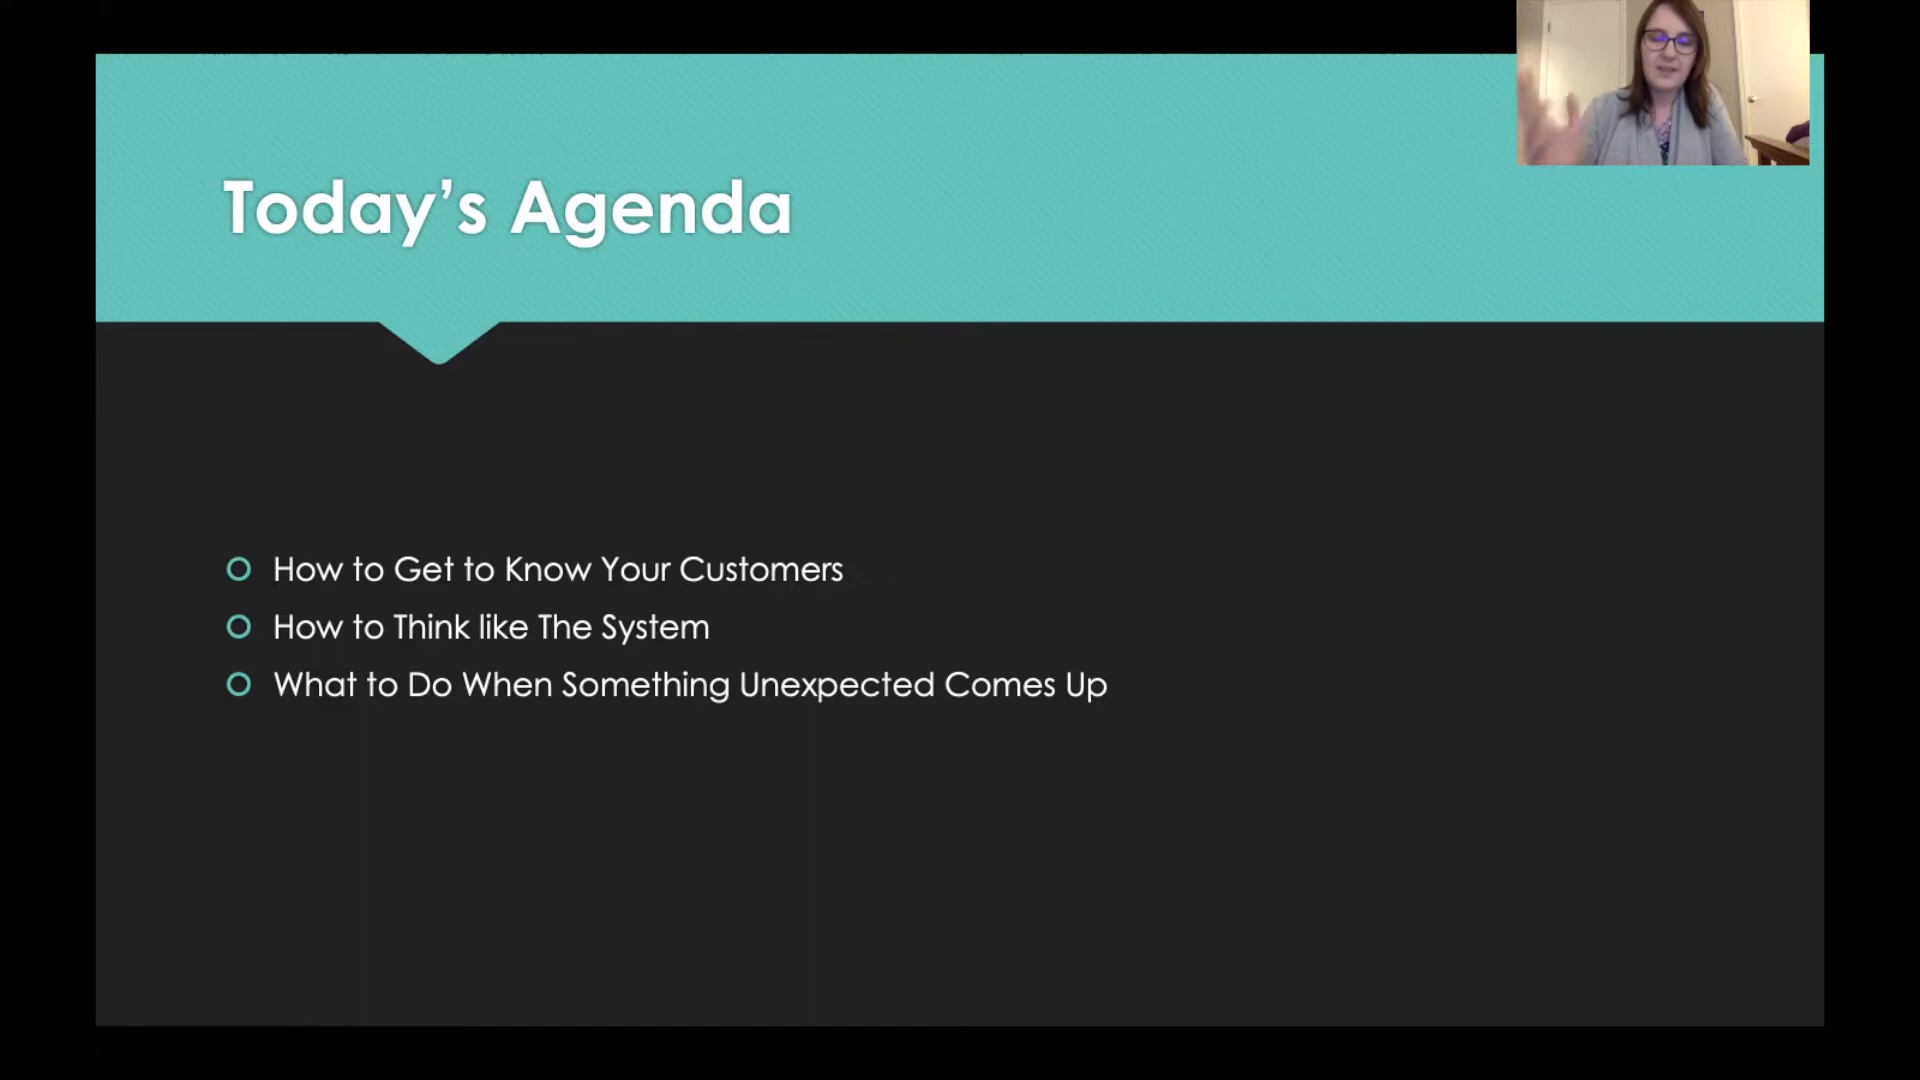 Today’s Agenda
How to Get to Know Your Customers
How to Think like The System
What to Do When Something Unexpected Comes Up